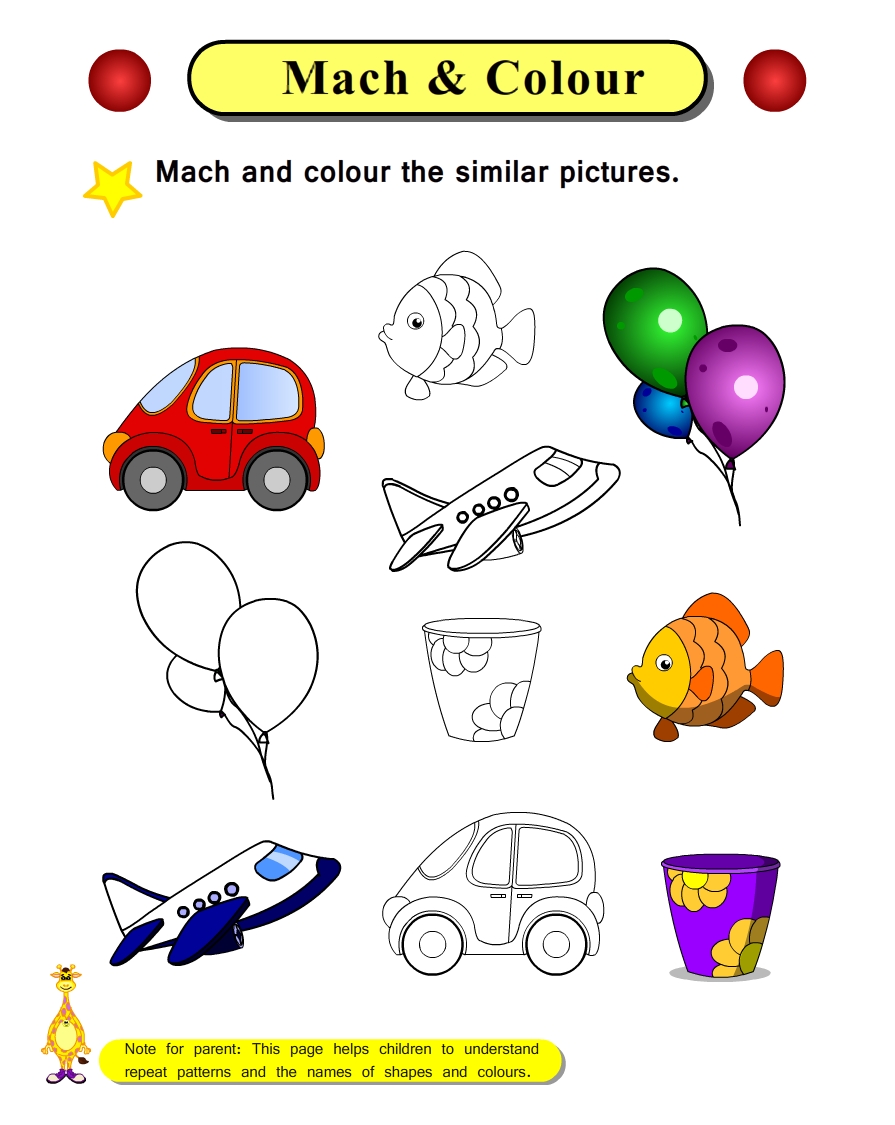 Mach & Colour
Mach and colour the similar pictures.
Note for parent: This page helps children to understand
repeat patterns and the names of shapes and colours.